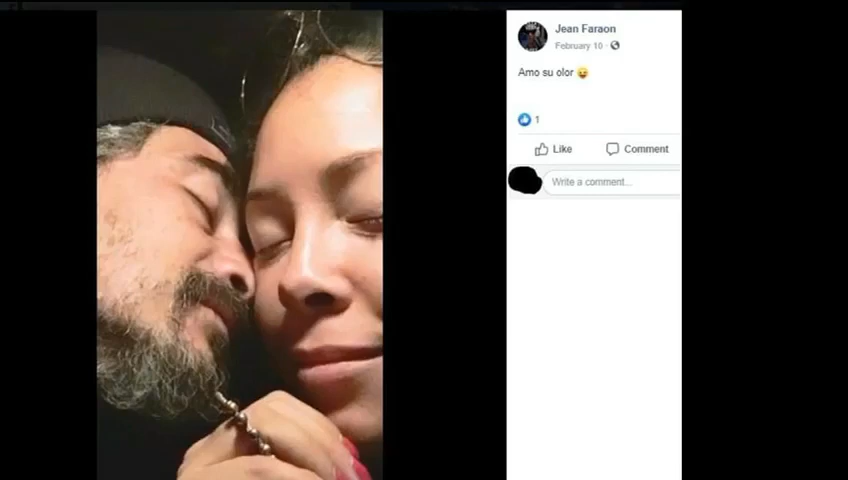 Jean Faraon
February 10
Amo su olor 😝
1
Like Comment
Write a comment...